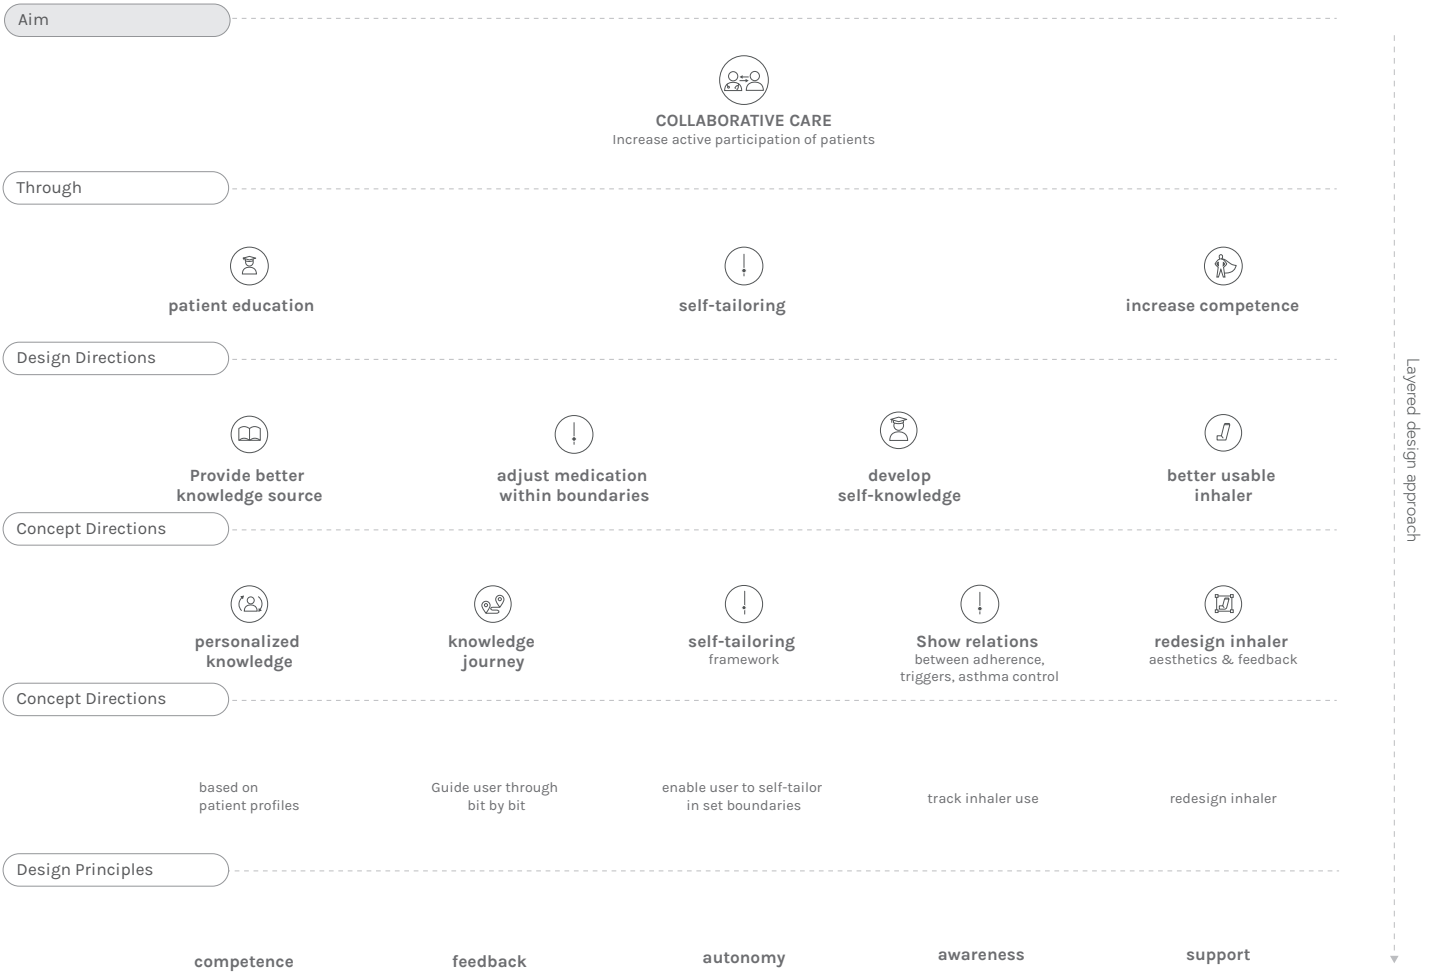 Aim
COLLABORATIVE CARE
Increase active participation of patients
Through
patient education
self-tailoring
increase competence
Design Directions
Provide better
knowledge source
adjust medication
within boundaries
develop
self-knowledge
better usable
inhaler
Concept Directions
personalized
knowledge
knowledge
journey
self-tailoring
framework
Show relations
between adherence,
triggers, asthma control
redesign inhaler
aesthetics & feedback
Concept Directions
based on
patient profiles
Guide user through
bit by bit
enable user to self-tailor
in set boundaries
track inhaler use
redesign inhaler
Design Principles
competence
feedback
autonomy
awareness
support
Layered design approach